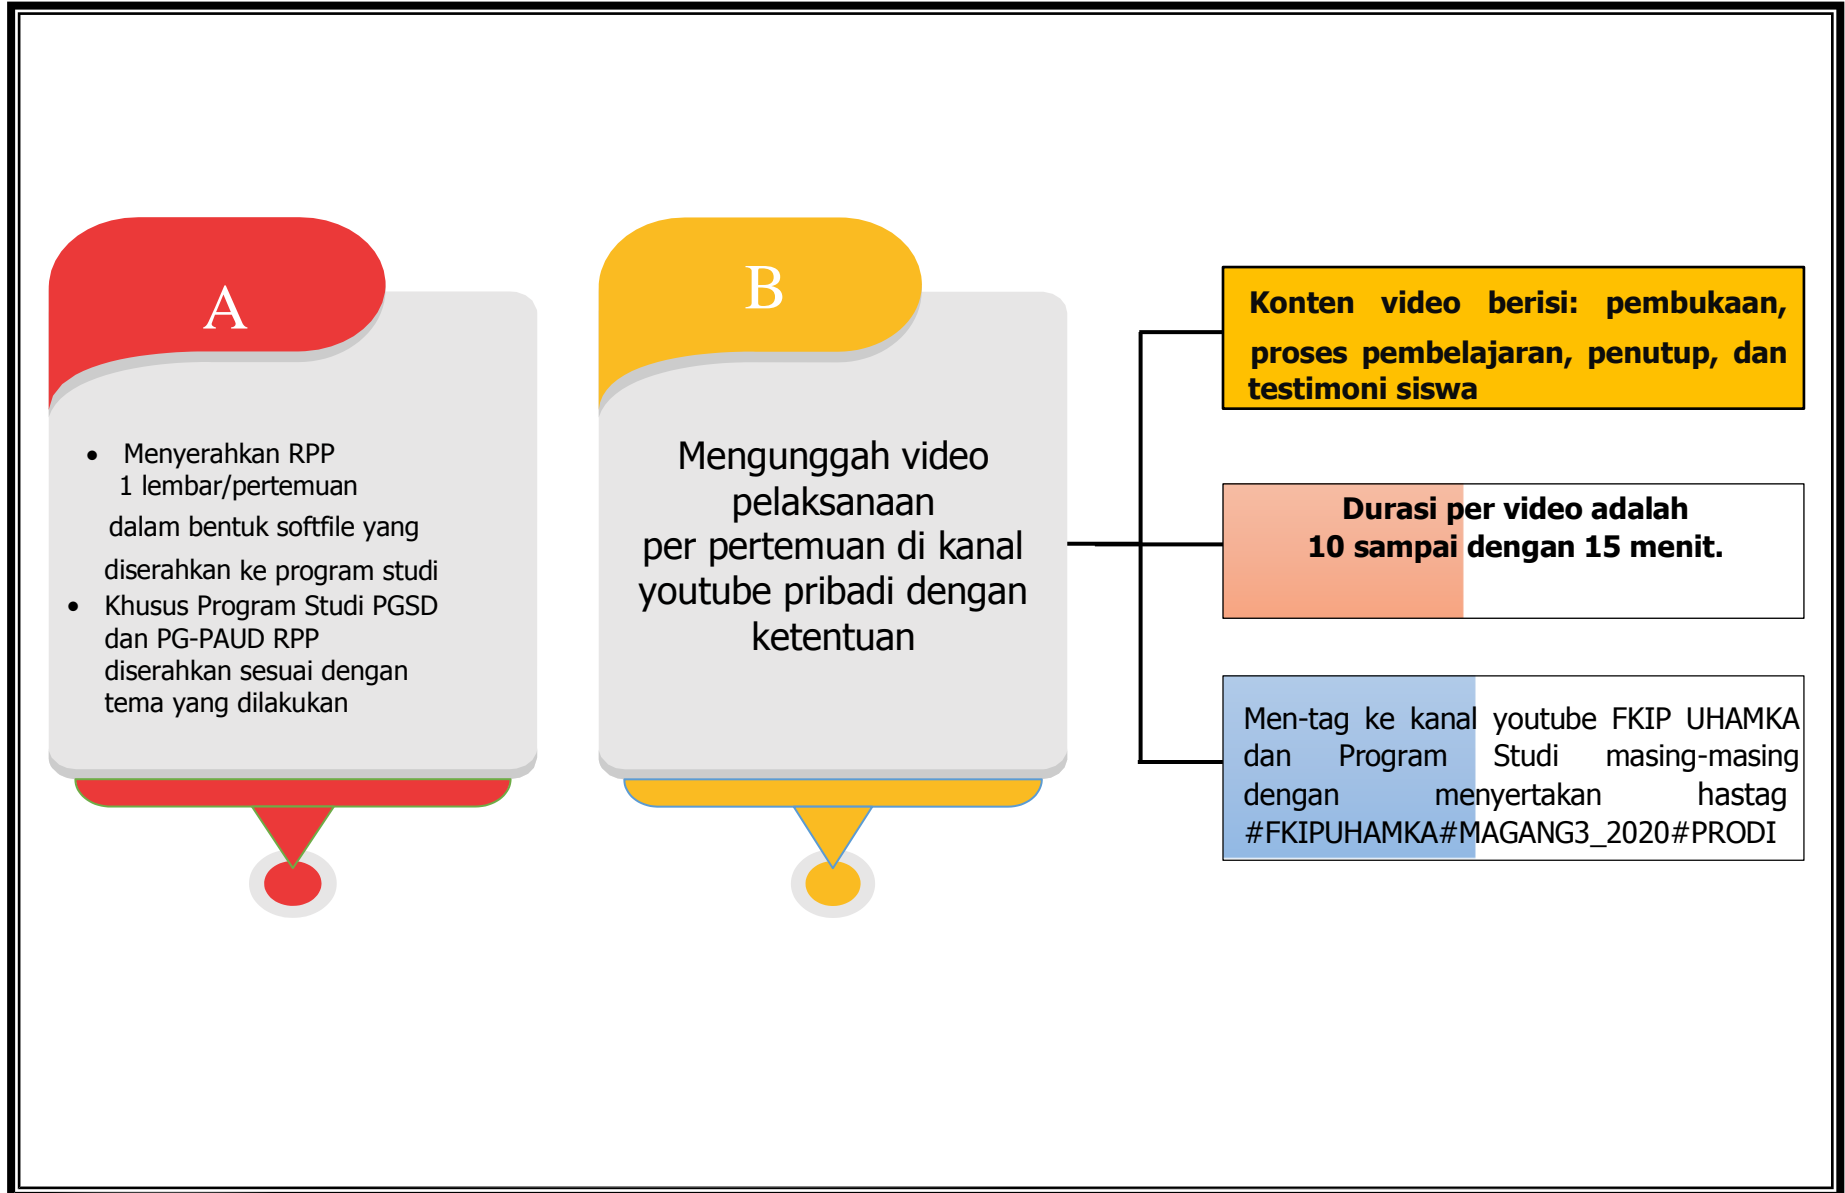 A
• Menyerahkan RPP
1 lembar/pertemuan
dalam bentuk softfile yang
diserahkan ke program studi
• Khusus Program Studi PGSD
dan PG-PAUD RPP
diserahkan sesuai dengan
tema yang dilakukan
B
Mengunggah video
pelaksanaan
per pertemuan di kanal
youtube pribadi dengan
ketentuan
Konten video berisi: pembukaan,
proses pembelajaran, penutup, dan
testimoni siswa
Durasi per video adalah
10 sampai dengan 15 menit.
Men-tag ke kanal youtube FKIP UHAMKA
dan Program Studi masing-masing
dengan menyertakan hastag
#FKIPUHAMKA#MAGANG3_2020#PRODI